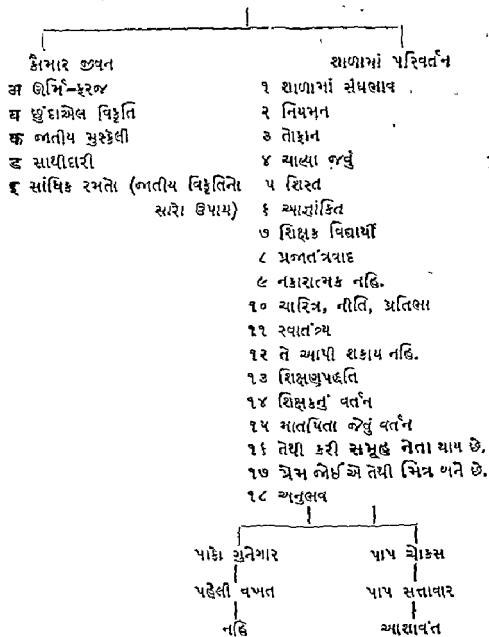 કૌમાર જીવન
अ ઊર્મિ-ફરજ
ब છુંદાએલ વિકૃતિ
क જાતીય મુસ્કેલી
ड સાથીદારી
इ સાંધિક રમતો (જાતીય વિકૃતિનો
સારો ઉપાય)
શાળામાં પરિવર્તન
૧ શાળામાં સંઘભાવ
૨ નિયમન
૩ તોફાન
૪ ચાલ્યા જવું
૫ શિસ્ત
૬ આજ્ઞાંકિત
૭ શિક્ષક વિદ્યાર્થી
૮ પ્રજાતંત્રવાદ
૯ નકારાત્મક નહિ.
૧૦ ચારિત્ર, નીતિ, પ્રતિભા
૧૧ સ્વાતંત્ર્ય
૧૨ તે આપી શકાય નહિ.
૧૩ શિક્ષણપદ્ધતિ
૧૪ શિક્ષકનું વર્તન
૧૫ માતપિતા જેવું વર્તન
૧૬ તેથી કરી સમૂહ નેતા થાય છે.
૧૭ પ્રેમ જોઈએ તેથી મિત્ર બને છે.
૧૮ અનુભવ
પાકો ગુનેગાર
પહેલી વખત
નહિ
પાપ ચોકસ
પાપ સત્તાવાર
આશાવંત